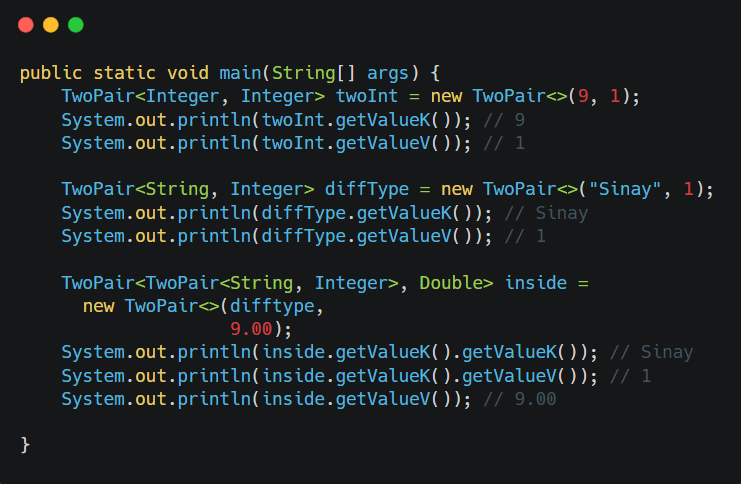 public static void main(String[] args) {
    TwoPair<Integer, Integer> twoInt = new TwoPair<>(9, 1);
    System.out.println(twoInt.getValueK()); // 9
    System.out.println(twoInt.getValueV()); // 1

    TwoPair<String, Integer> diffType = new TwoPair<>("Sinay", 1);
    System.out.println(diffType.getValueK()); // Sinay
    System.out.println(diffType.getValueV()); // 1

    TwoPair<TwoPair<String, Integer>, Double> inside =
      new TwoPair<>(difftype,
                    9.00);
    System.out.println(inside.getValueK().getValueK()); // Sinay
    System.out.println(inside.getValueK().getValueV()); // 1
    System.out.println(inside.getValueV()); // 9.00

}